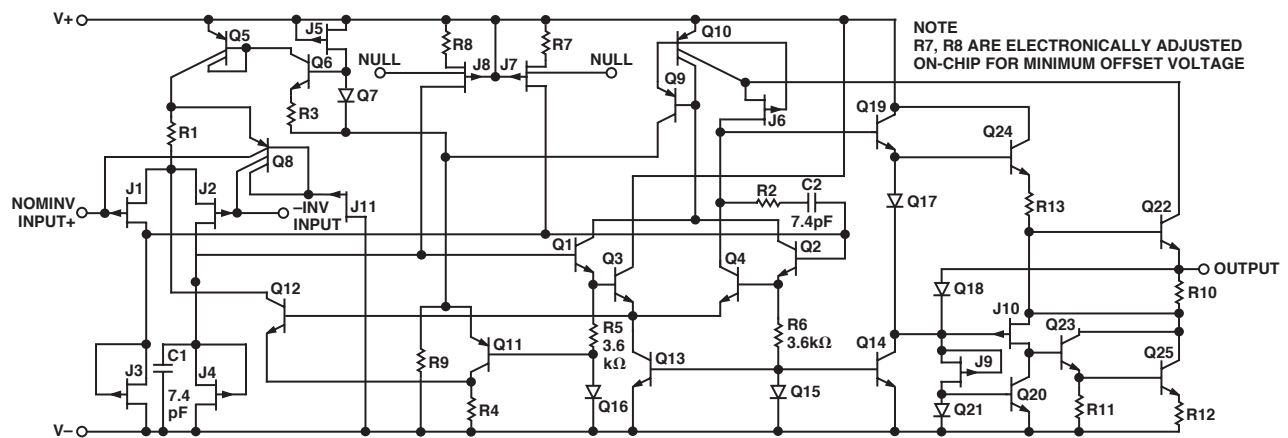 V+
Q5
J5
Q6
Q7
R3
R1
Q8
NULL
R8
J8
J7
R7
NULL
Q10
Q9
J6
NOTE
R7, R8 ARE ELECTRONICALLY ADJUSTED
ON-CHIP FOR MINIMUM OFFSET VOLTAGE
Q19
Q24
R13
Q17
Q22
NOMINV
INPUT+
J1
J2
–INV
INPUT
J11
R2
C2
7.4pF
Q1
Q3
Q4
Q2
OUTPUT
Q12
Q18
J10
R10
R9
Q11
R5
3.6
kΩ
Q13
R6
3.6kΩ
Q14
Q23
Q25
J9
J3
C1
7.4
pF
J4
R4
Q16
Q15
Q21
Q20
R11
R12
V–